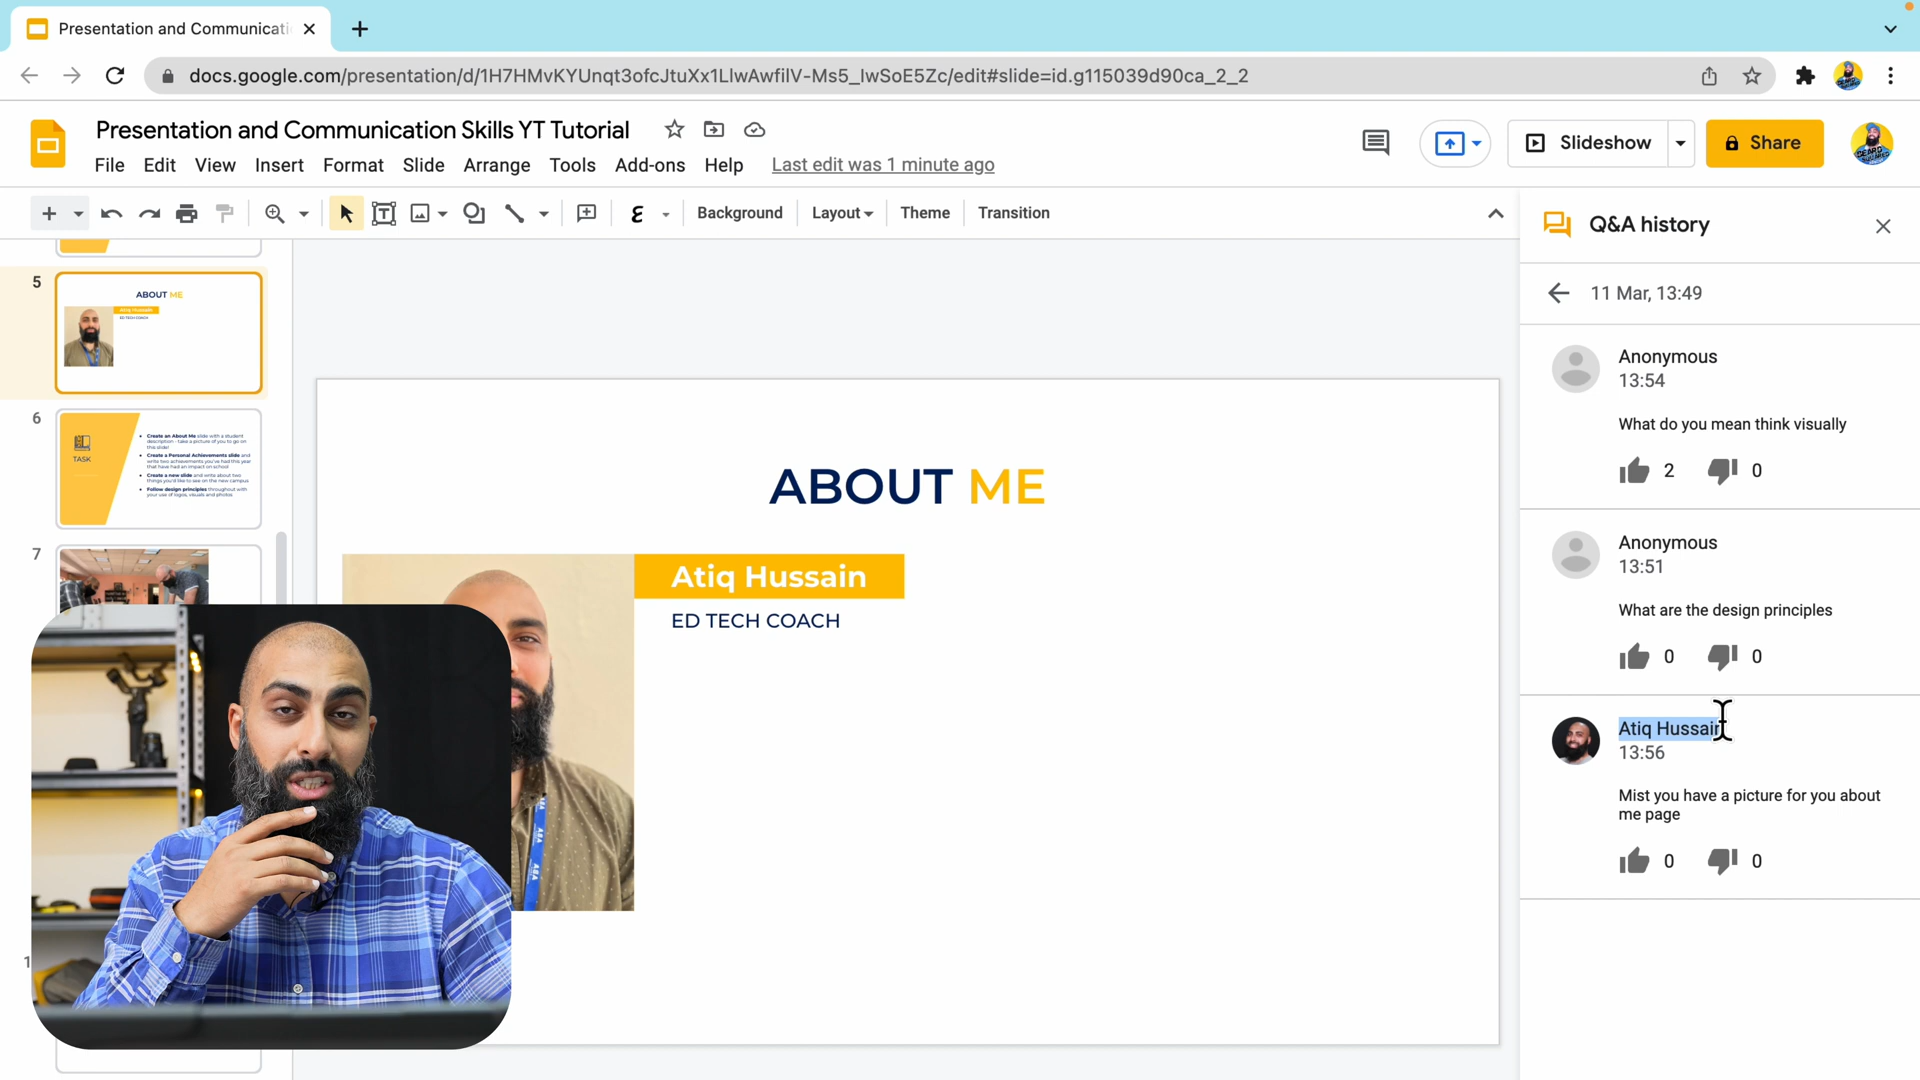 Presentation and Communicati
docs.google.com/presentation/d/1H7HMvKYUnqt3ofcJtuXx1LlwAwfilV-Ms5_lwSoE5Zc/edit#slide=id.g115039d90ca_2_2
Presentation and Communication Skills YT Tutorial
File Edit View Insert Format Slide Arrange Tools Add-ons Help Last edit was 1 minute ago
Slideshow
Share
Background Layout Theme Transition
5
ABOUT ME
Atiq Hussain
ED TECH COACH
6
TASK
Create an About Me slide with a student
description - take a picture of you to go on
this slide!
Create a Personal Achievements slide and
write two achievements you've had this year
that have had an impact on school
Create a new slide and write about two
things you'd like to see on the new campus
Follow design principles throughout with
your use of logos, visuals and photos
7
1
ABOUT ME
Atiq Hussain
ED TECH COACH
Q&A history
11 Mar, 13:49
Anonymous
13:54
What do you mean think visually
2 0
Anonymous
13:51
What are the design principles
0 0
Atiq Hussain
13:56
Mist you have a picture for you about
me page
0 0